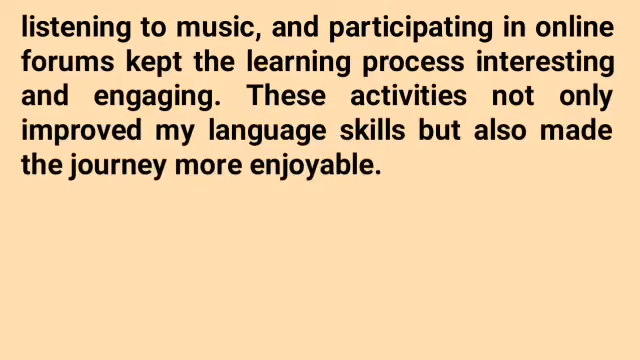 listening to music, and participating in online
forums kept the learning process interesting
and engaging. These activities not only
improved my language skills but also made
the journey more enjoyable.